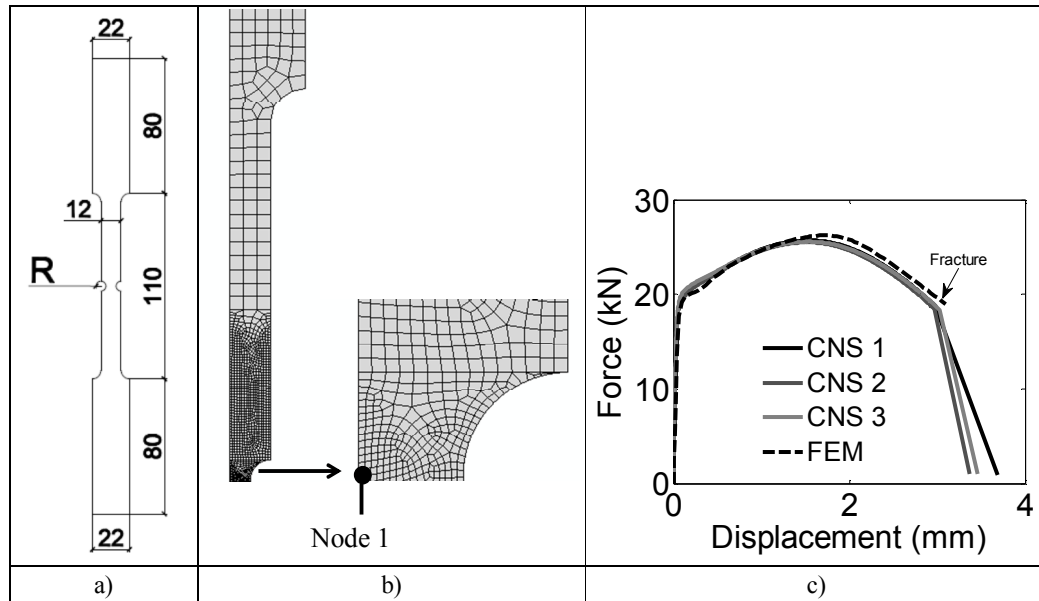 22
80
12
R
110
80
22
Node 1
30
20
10
0
Force (kN)
Fracture
CNS 1
CNS 2
CNS 3
FEM
0
2
4
Displacement (mm)
a)
b)
c)